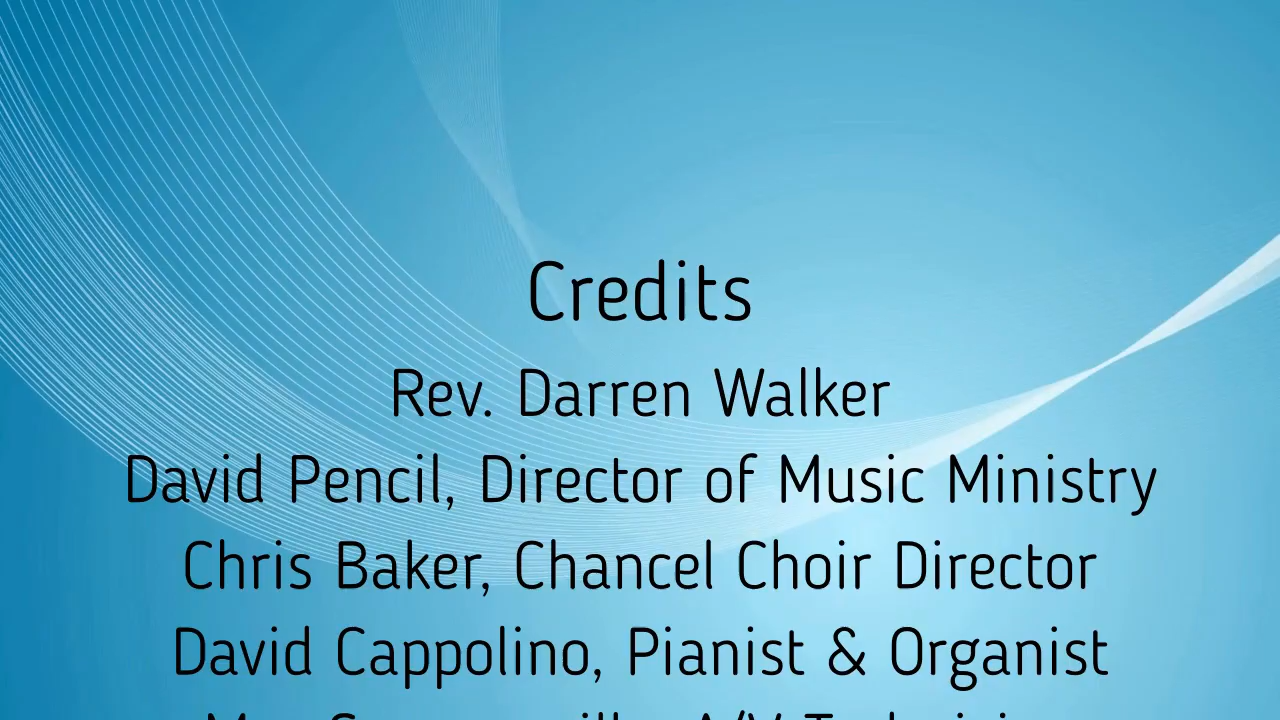 Credits
Rev. Darren Walker
David Pencil, Director of Music Ministry
Chris Baker, Chancel Choir Director
David Cappolino, Pianist & Organist